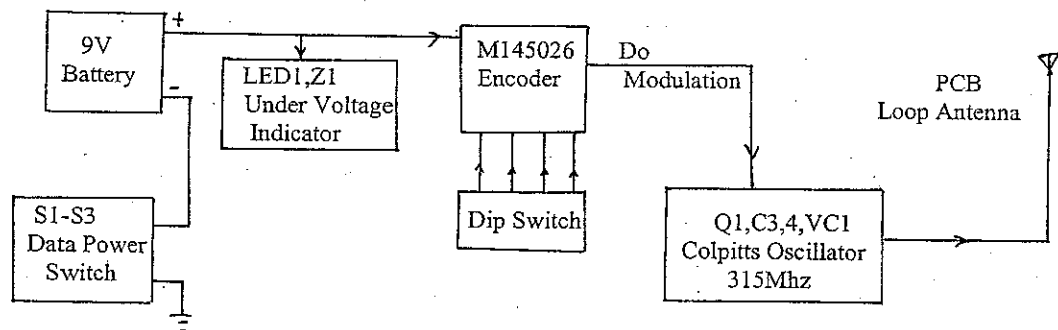 +
9V
Battery
-
LED1,Z1
Under Voltage
Indicator
M145026
Encoder
Do
Modulation
PCB
Loop Antenna
S1-S3
Data Power
Switch
Dip Switch
Q1,C3,4,VC1
Colpitts Oscillator
315Mhz